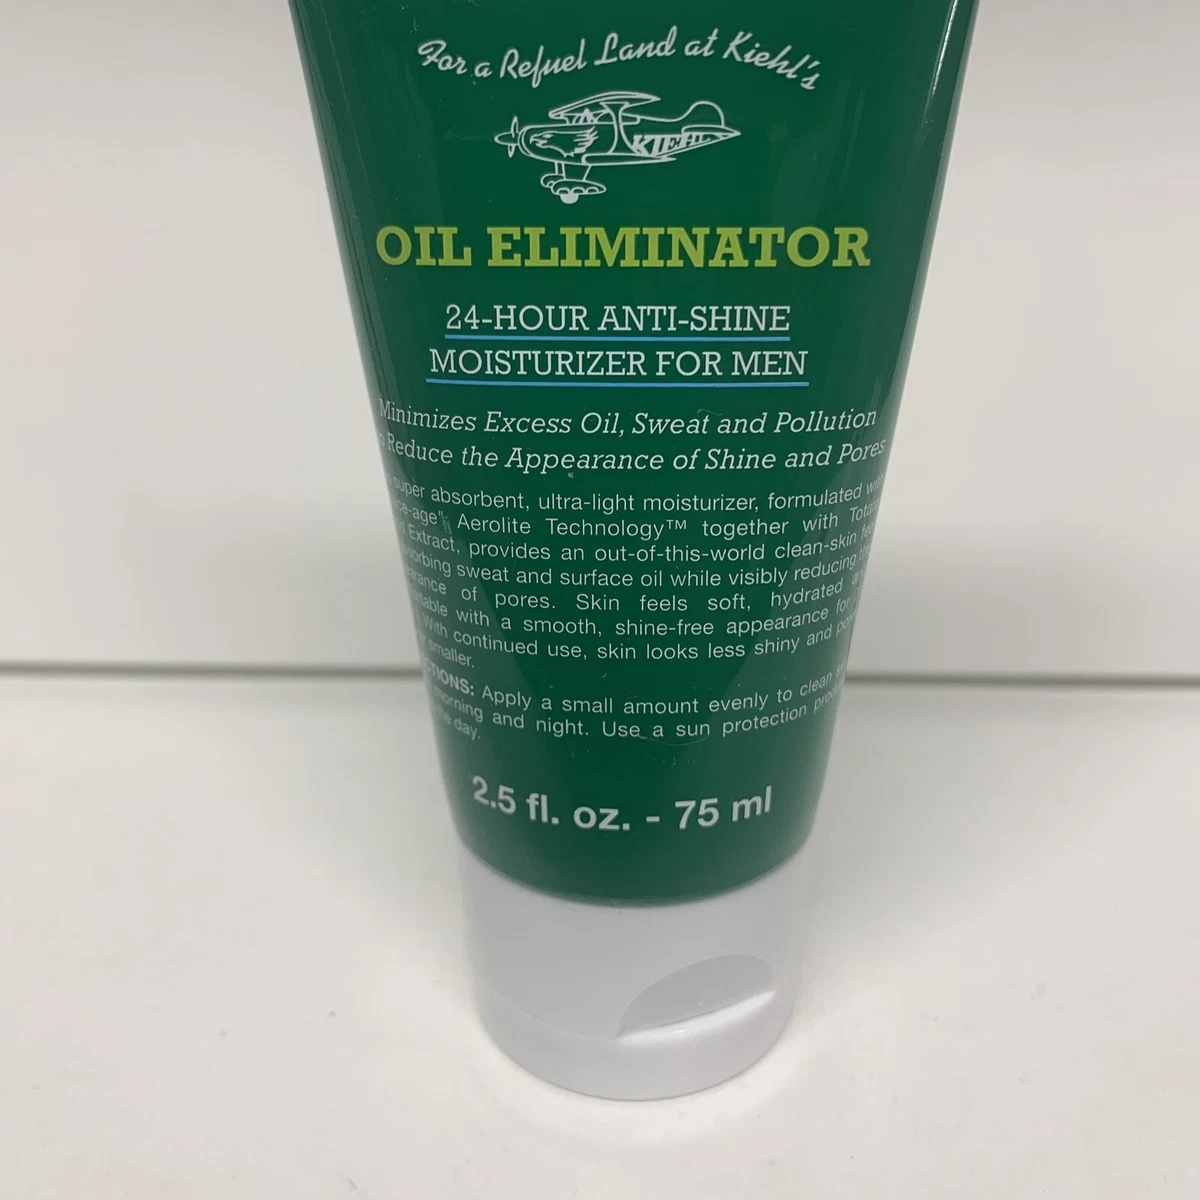 For a Refuel Land at Kiehl's
KIEHL
OIL ELIMINATOR
24-HOUR ANTI-SHINE
MOISTURIZER FOR MEN
Minimizes Excess Oil, Sweat and Pollution
Reduce the Appearance of Shine and Pores
super absorbent, ultra-light moisturizer, formulated
Aerolite Technology™ together with
Extract, provides an out-of-this-world clean-skin
sweat and surface oil while visibly reducing
of pores. Skin feels soft, hydrated
with a smooth, shine-free appearance for
With continued use, skin looks less shiny and
smaller.
Apply a small amount evenly to clean
morning and night. Use a sun protection
the day.
2.5 fl. oz. - 75 ml